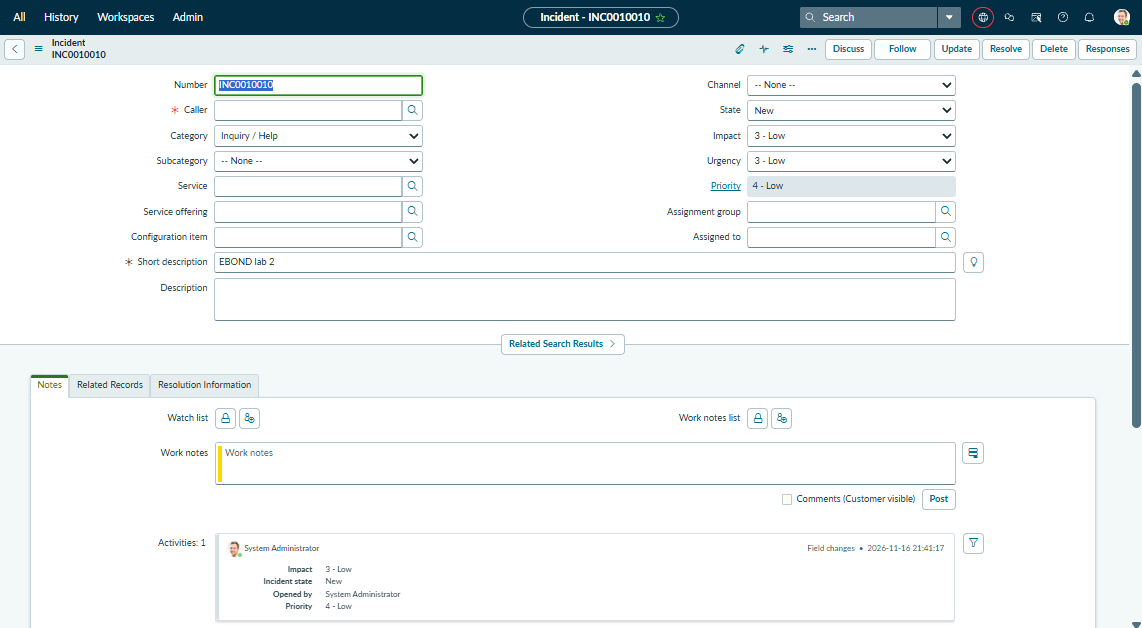 All History Workspaces Admin Incident - INC0010010 Search
Incident
INC0010010
Discuss Follow Update Resolve Delete Responses
Number INC0010010 Channel -- None --
* Caller State New
Category Inquiry / Help Impact 3 - Low
Subcategory -- None -- Urgency 3 - Low
Service Priority 4 - Low
Service offering Assignment group
Configuration item Assigned to
* Short description EBOND lab 2
Description
Related Search Results
Notes Related Records Resolution Information
Watch list Work notes list
Work notes Work notes
Comments (Customer visible) Post
Activities: 1 System Administrator Field changes • 2026-11-16 21:41:17
Impact 3 - Low
Incident state New
Opened by System Administrator
Priority 4 - Low